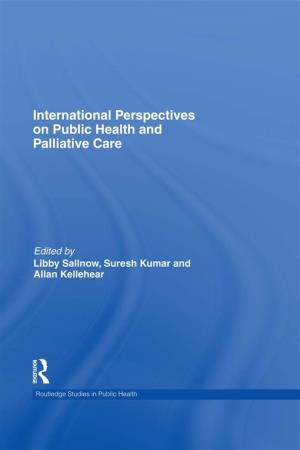 International Perspectives
on Public Health and
Palliative Care
Edited by
Libby Sallnow, Suresh Kumar and
Allan Kellehear
ROUTLEDGE
Routledge Studies in Public Health